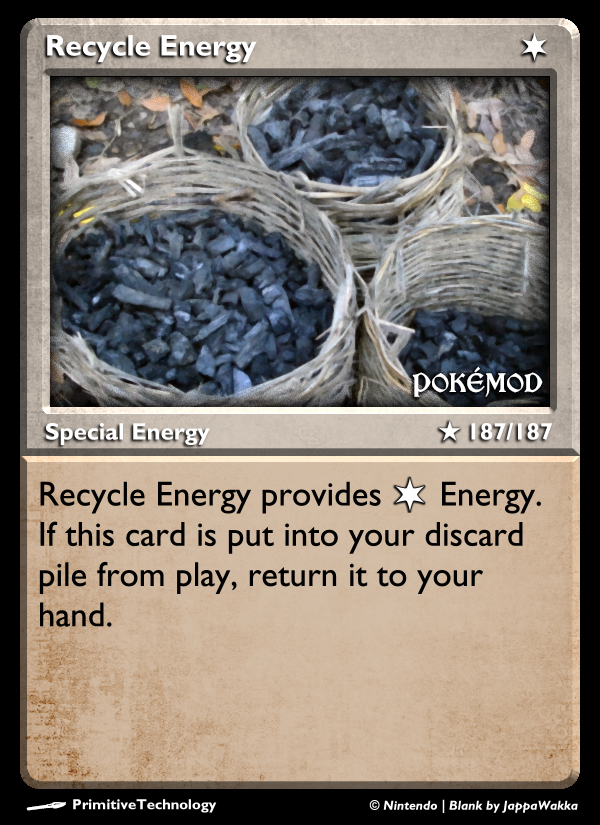 Recycle Energy
POKÉMOD
Special Energy
★ 187/187
Recycle Energy provides ✶ Energy.
If this card is put into your discard
pile from play, return it to your
hand.
PrimitiveTechnology
© Nintendo | Blank by JappaWakka